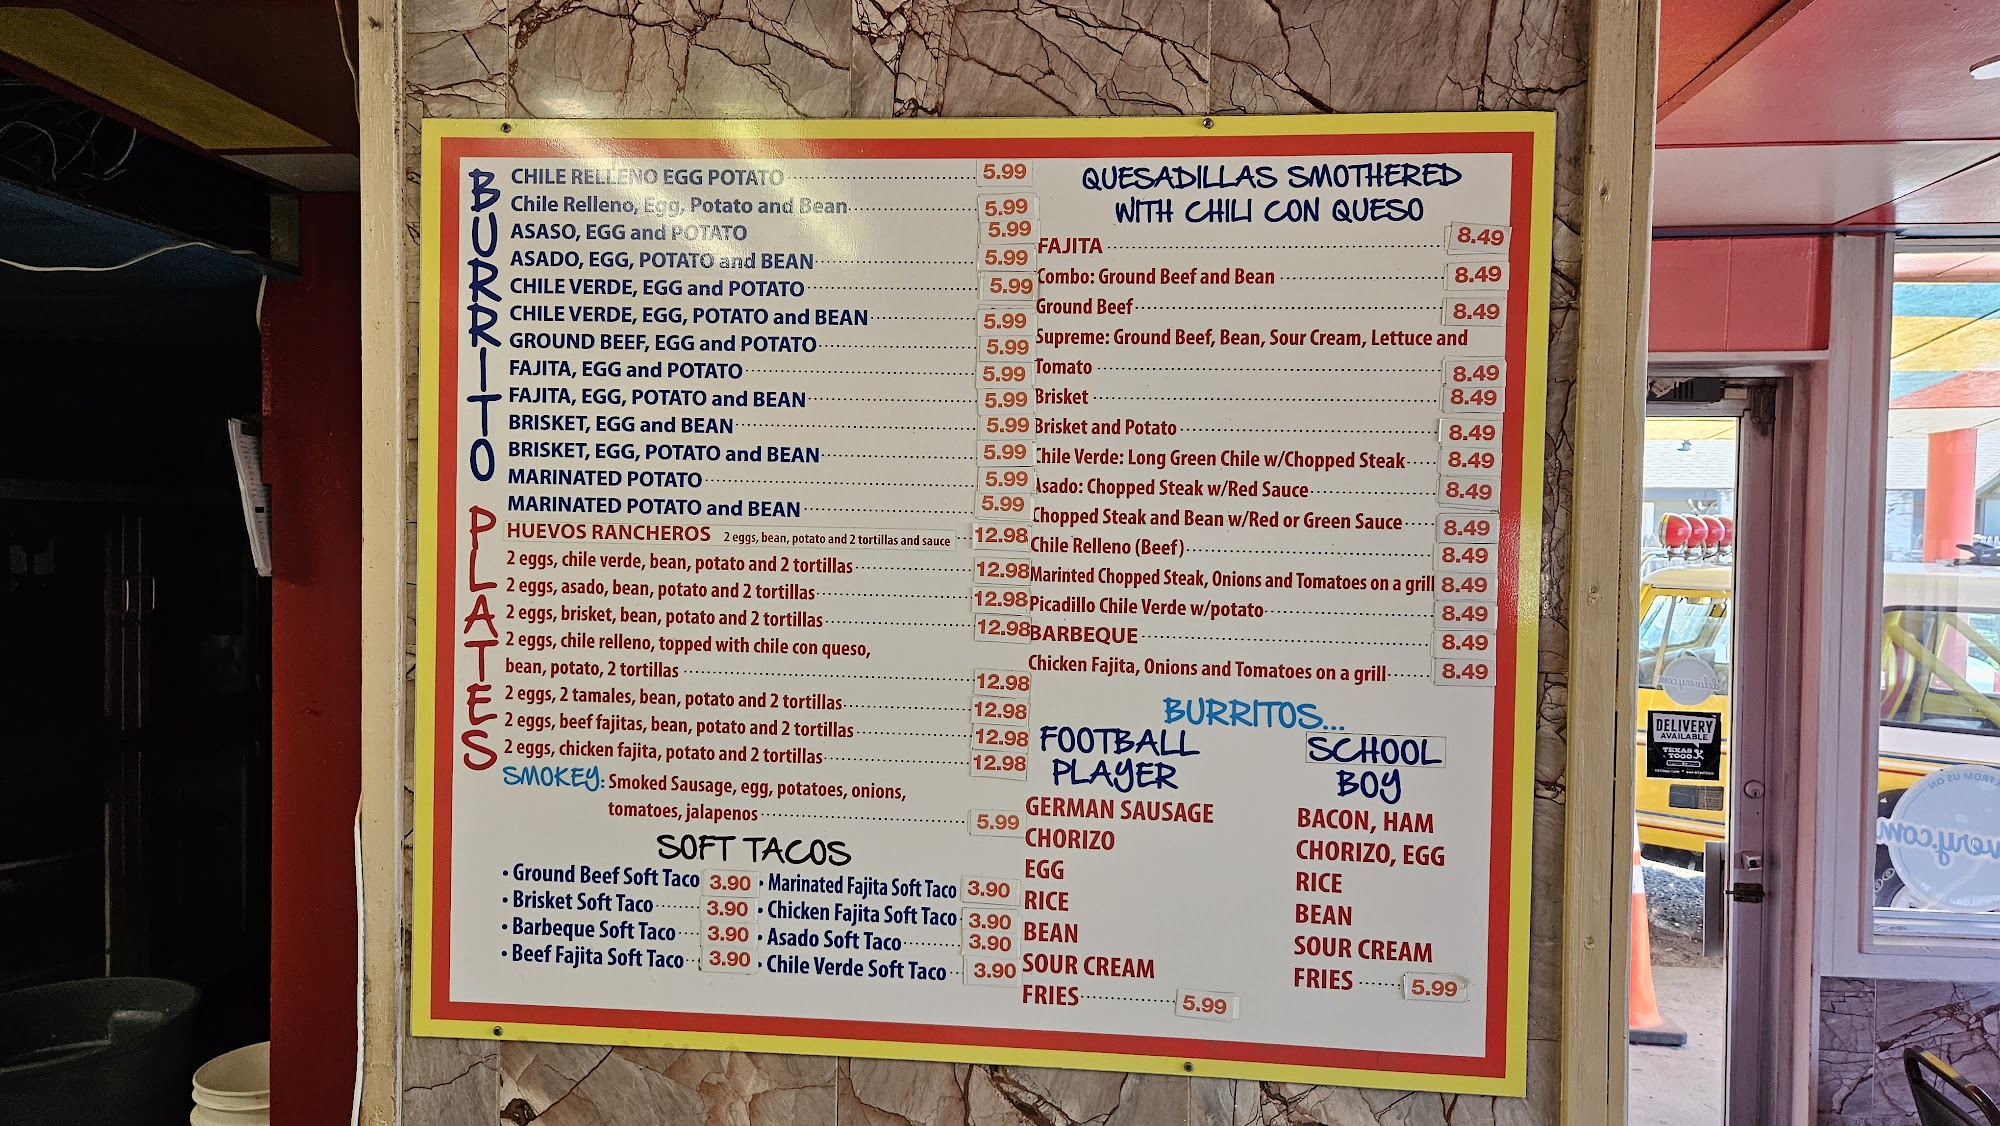 BURRITO
CHILE RELLENO EGG POTATO 5.99
Chile Relleno, Egg, Potato and Bean 5.99
ASASO, EGG and POTATO 5.99
ASADO, EGG, POTATO and BEAN 5.99
CHILE VERDE, EGG and POTATO 5.99
CHILE VERDE, EGG, POTATO and BEAN 5.99
GROUND BEEF, EGG and POTATO 5.99
FAJITA, EGG and POTATO 5.99
FAJITA, EGG, POTATO and BEAN 5.99
BRISKET, EGG and BEAN 5.99
BRISKET, EGG, POTATO and BEAN 5.99
MARINATED POTATO 5.99
MARINATED POTATO and BEAN 5.99
PLATES
HUEVOS RANCHEROS 2 eggs, bean, potato and 2 tortillas and sauce 12.98
2 eggs, chile verde, bean, potato and 2 tortillas 12.98
2 eggs, asado, bean, potato and 2 tortillas 12.98
2 eggs, brisket, bean, potato and 2 tortillas 12.98
2 eggs, chile relleno, topped with chile con queso,
bean, potato, 2 tortillas 12.98
2 eggs, 2 tamales, bean, potato and 2 tortillas 12.98
2 eggs, beef fajitas, bean, potato and 2 tortillas 12.98
2 eggs, chicken fajita, potato and 2 tortillas 12.98
SMOKEY: Smoked Sausage, egg, potatoes, onions,
tomatoes, jalapenos 5.99
SOFT TACOS
• Ground Beef Soft Taco 3.90
• Brisket Soft Taco 3.90
• Barbeque Soft Taco 3.90
• Beef Fajita Soft Taco 3.90
• Marinated Fajita Soft Taco 3.90
• Chicken Fajita Soft Taco 3.90
• Asado Soft Taco 3.90
• Chile Verde Soft Taco 3.90
QUESADILLAS SMOTHERED
WITH CHILI CON QUESO
FAJITA 8.49
Combo: Ground Beef and Bean 8.49
Ground Beef 8.49
Supreme: Ground Beef, Bean, Sour Cream, Lettuce and
Tomato 8.49
Brisket 8.49
Brisket and Potato 8.49
Chile Verde: Long Green Chile w/Chopped Steak 8.49
Asado: Chopped Steak w/Red Sauce 8.49
Chopped Steak and Bean w/Red or Green Sauce 8.49
Chile Relleno (Beef) 8.49
Marinted Chopped Steak, Onions and Tomatoes on a grill 8.49
Picadillo Chile Verde w/potato 8.49
BARBEQUE 8.49
Chicken Fajita, Onions and Tomatoes on a grill 8.49
BURRITOS...
FOOTBALL
PLAYER
GERMAN SAUSAGE
CHORIZO
EGG
RICE
BEAN
SOUR CREAM
FRIES 5.99
SCHOOL
BOY
BACON, HAM
CHORIZO, EGG
RICE
BEAN
SOUR CREAM
FRIES 5.99
DELIVERY
AVAILABLE
TEXAS
TOGO
delivery.com